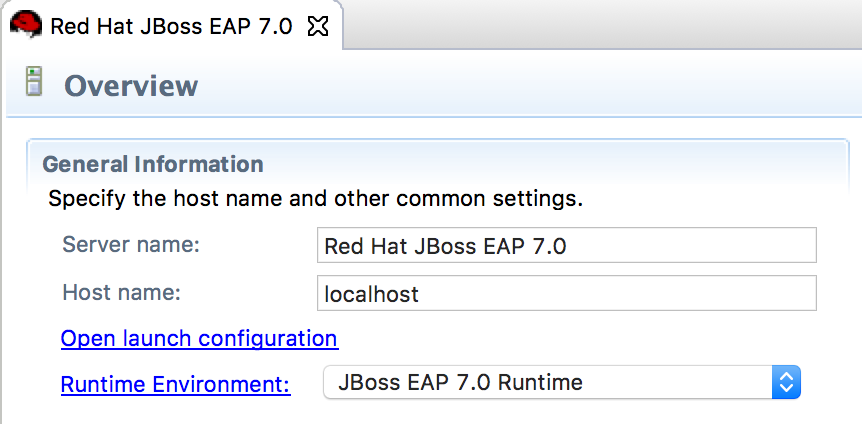 Red Hat JBoss EAP 7.0
Overview
General Information
Specify the host name and other common settings.
Server name: Red Hat JBoss EAP 7.0
Host name: localhost
Open launch configuration
Runtime Environment: JBoss EAP 7.0 Runtime